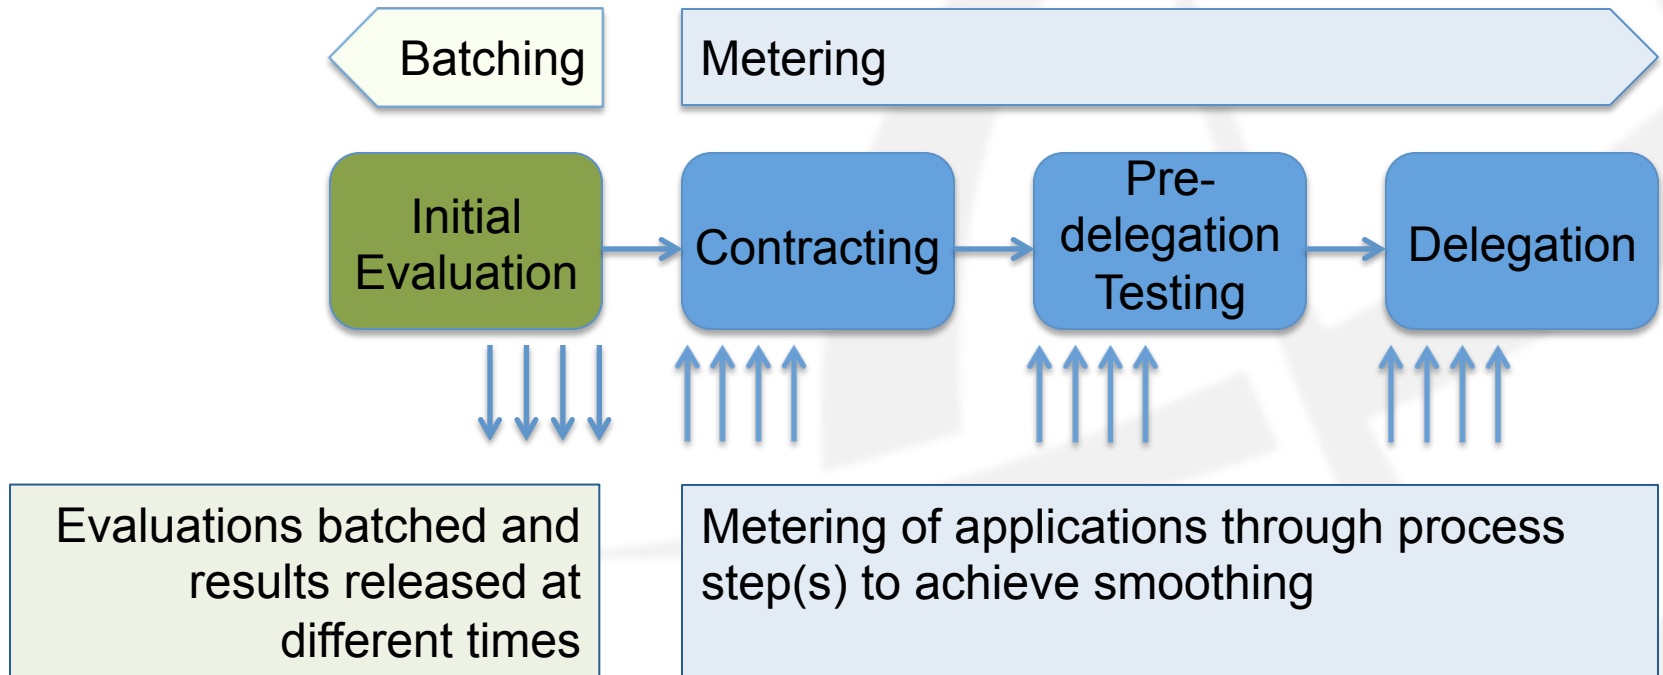 Batching
Metering
Initial
Evaluation
Contracting
Pre-
delegation
Testing
Delegation
Evaluations batched and
results released at
different times
Metering of applications through process
step(s) to achieve smoothing